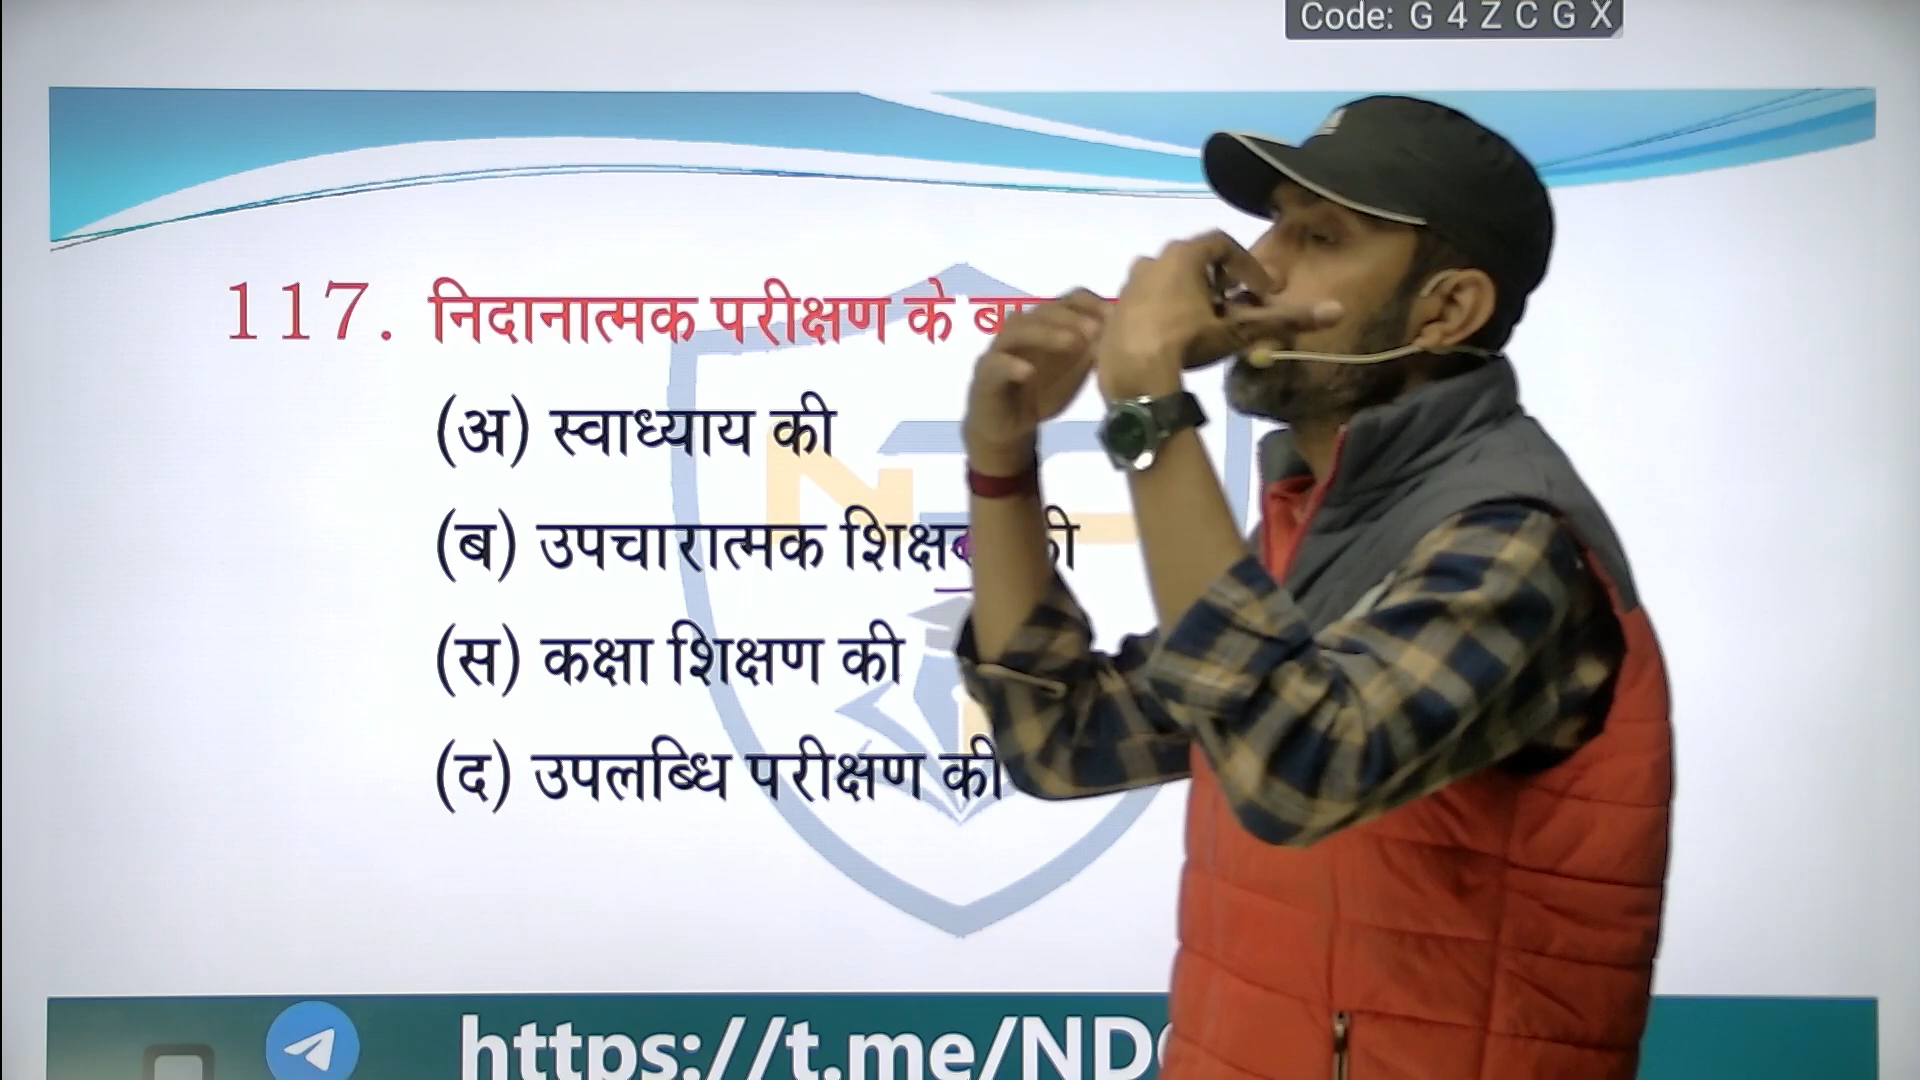 Code: G 4 Z C G X
117. निदानात्मक परीक्षण के
(अ) स्वाध्याय की
(ब) उपचारात्मक की
(स) कक्षा शिक्षण की
(द) उपलब्धि परीक्षण की
https://t.me/ND